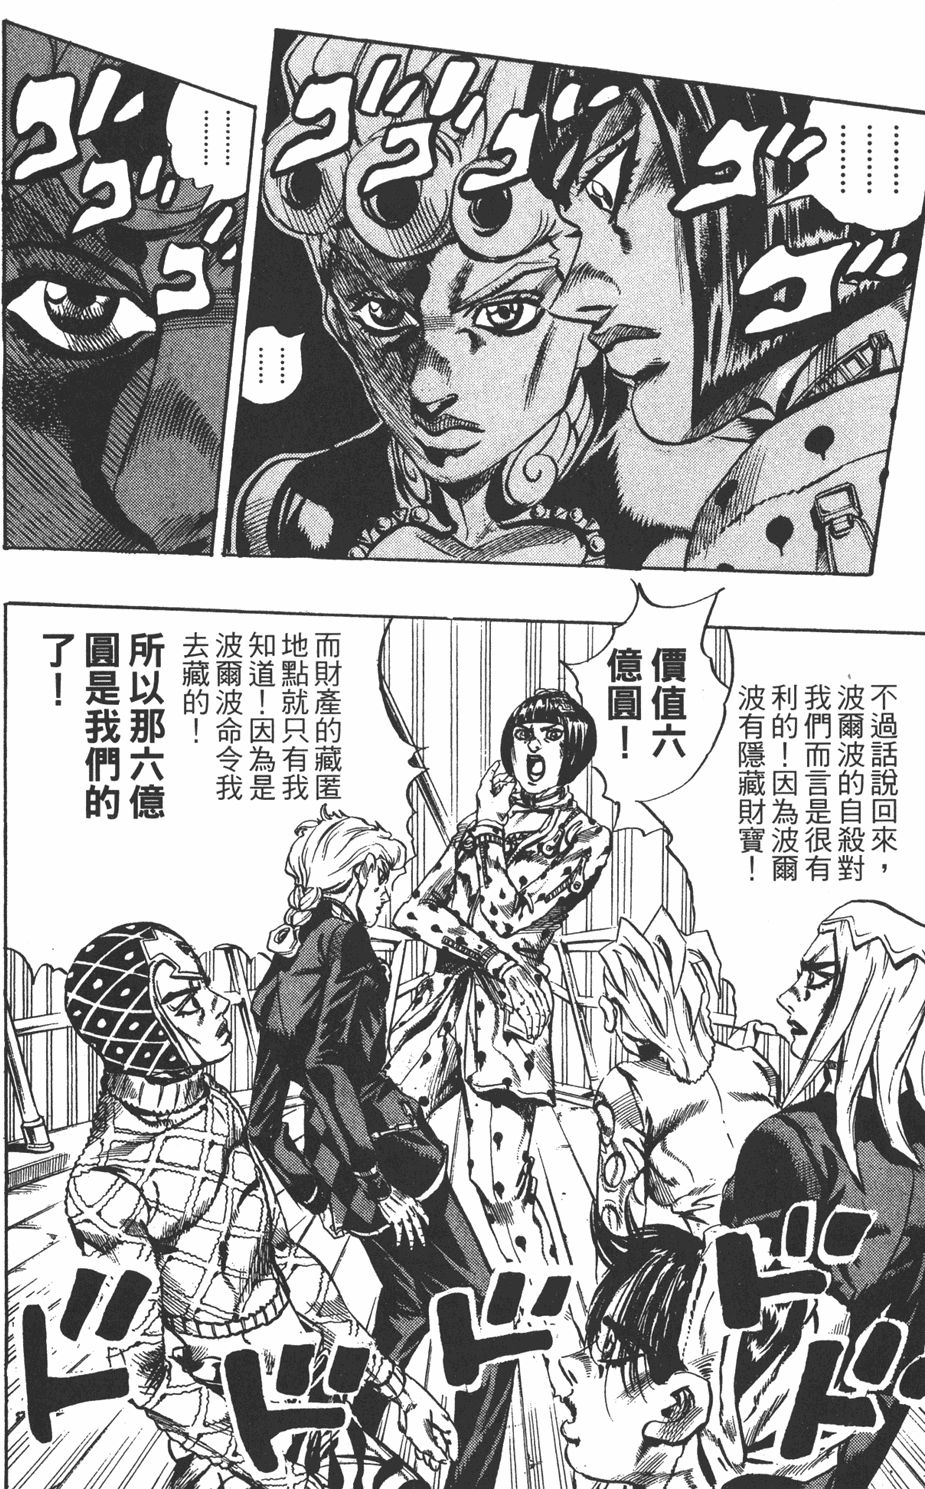 ゴゴゴゴ
ゴ
………
………
ゴゴゴ
………
不過話說回來，
波爾波的自殺對
我們而言是很有
利的！因為波爾
波有隱藏財寶！
價值六
億圓！
而財產的藏匿
地點就只有我
知道！因為是
波爾波命令我
去藏的！
所以那六億
圓是我們的
了！
ドドドドド